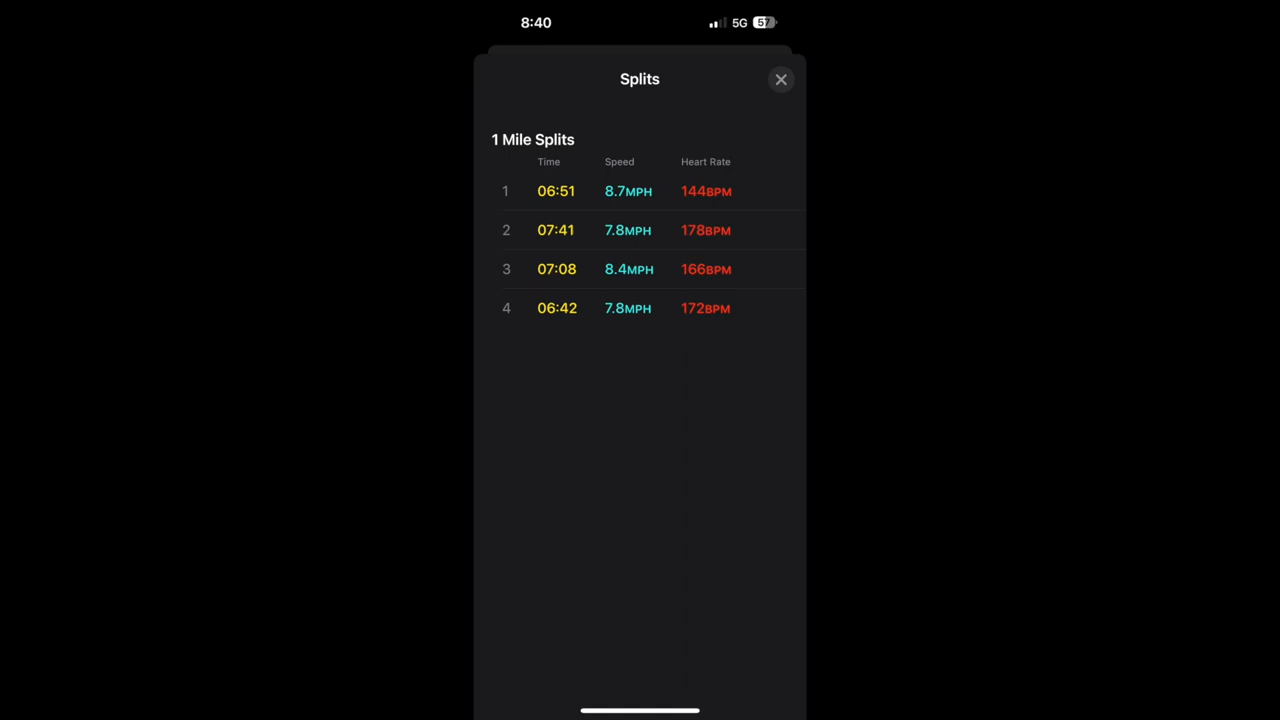 8:40 5G 57
Splits
1 Mile Splits
Time Speed Heart Rate
1 06:51 8.7MPH 144BPM
2 07:41 7.8MPH 178BPM
3 07:08 8.4MPH 166BPM
4 06:42 7.8MPH 172BPM